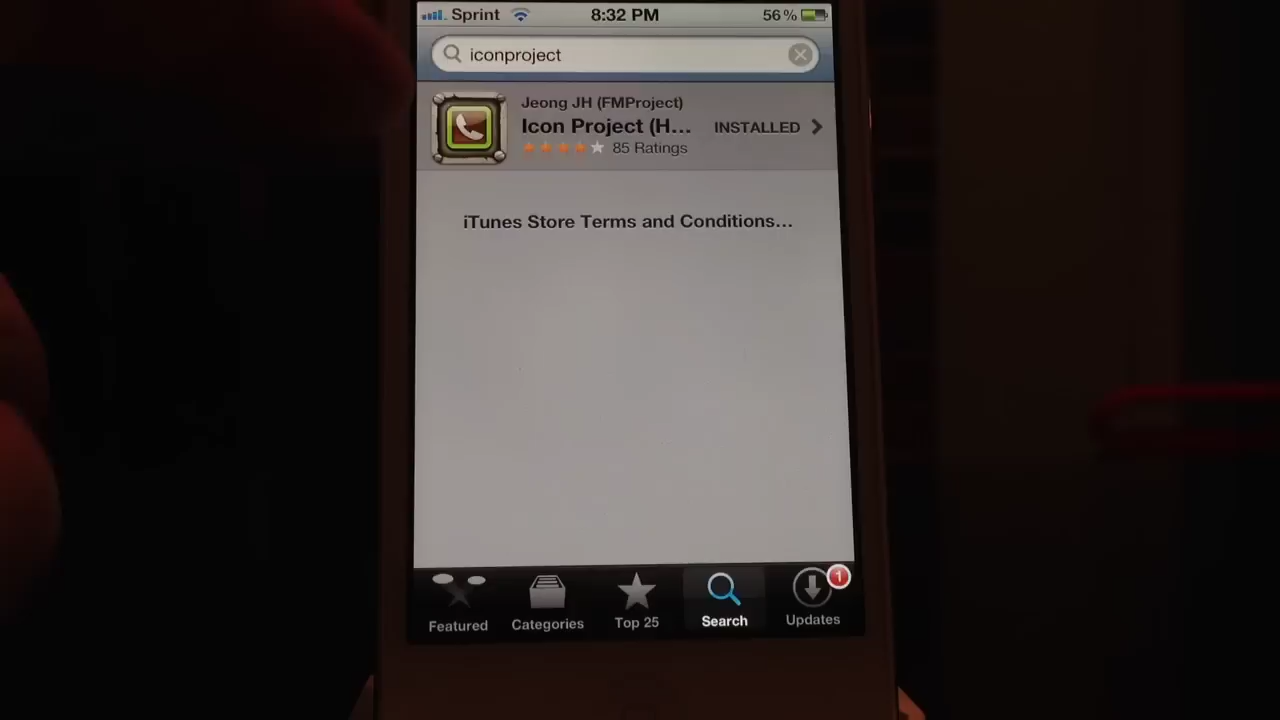 Sprint 8:32 PM 56%
iconproject
Jeong JH (FMProject)
Icon Project (H...
INSTALLED
85 Ratings
iTunes Store Terms and Conditions...
Featured
Categories
Top 25
Search
1
Updates